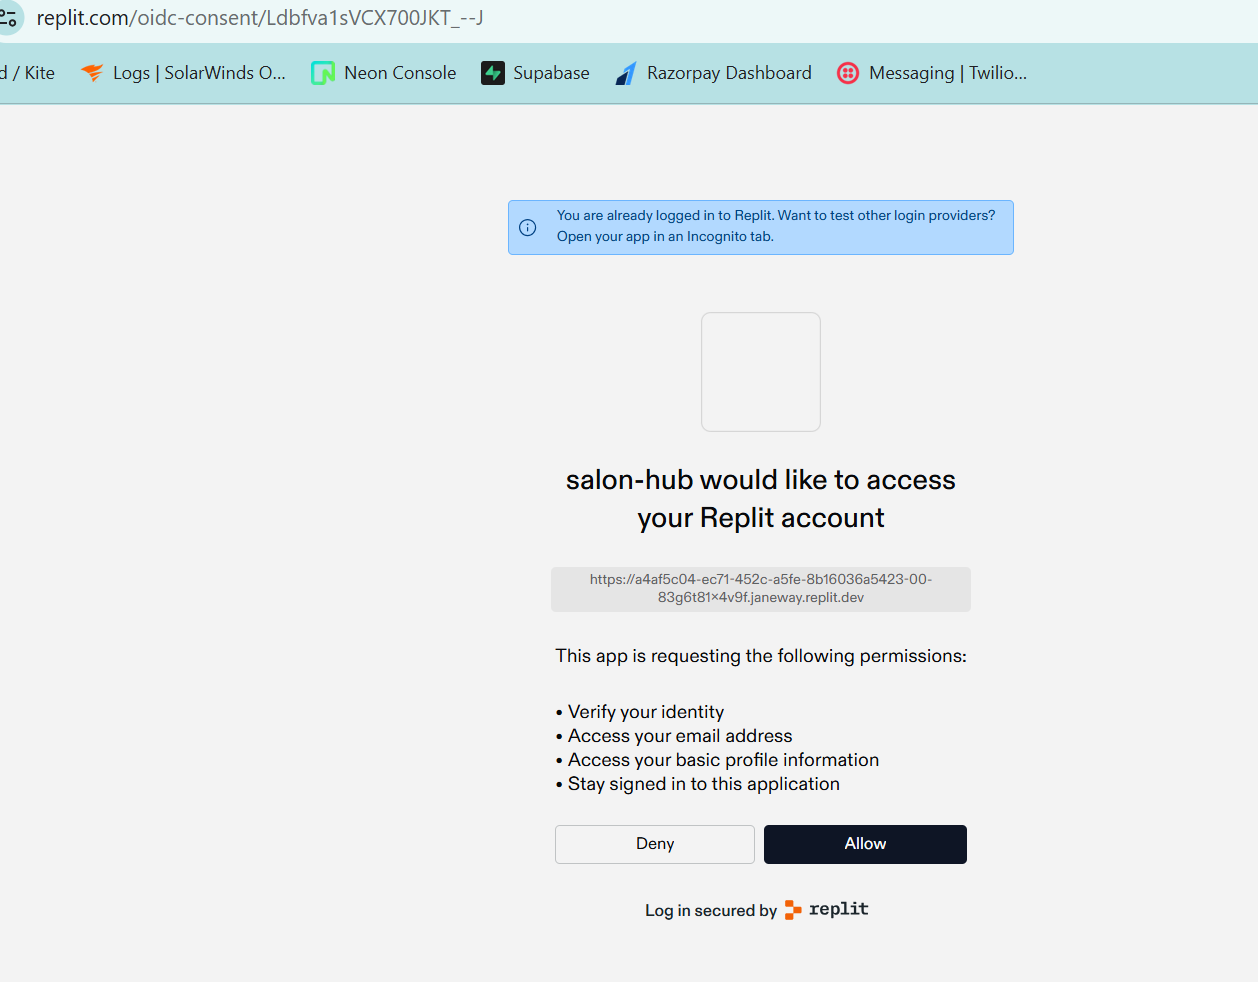 replit.com/oidc-consent/Ldbfva1sVCX700JKT_--J
d / Kite
Logs | SolarWinds O...
Neon Console
Supabase
Razorpay Dashboard
Messaging | Twilio...
You are already logged in to Replit. Want to test other login providers?
Open your app in an Incognito tab.
salon-hub would like to access
your Replit account
https://a4af5c04-ec71-452c-a5fe-8b16036a5423-00-
83g6t81x4v9f.janeway.replit.dev
This app is requesting the following permissions:
• Verify your identity
• Access your email address
• Access your basic profile information
• Stay signed in to this application
Deny
Allow
Log in secured by replit